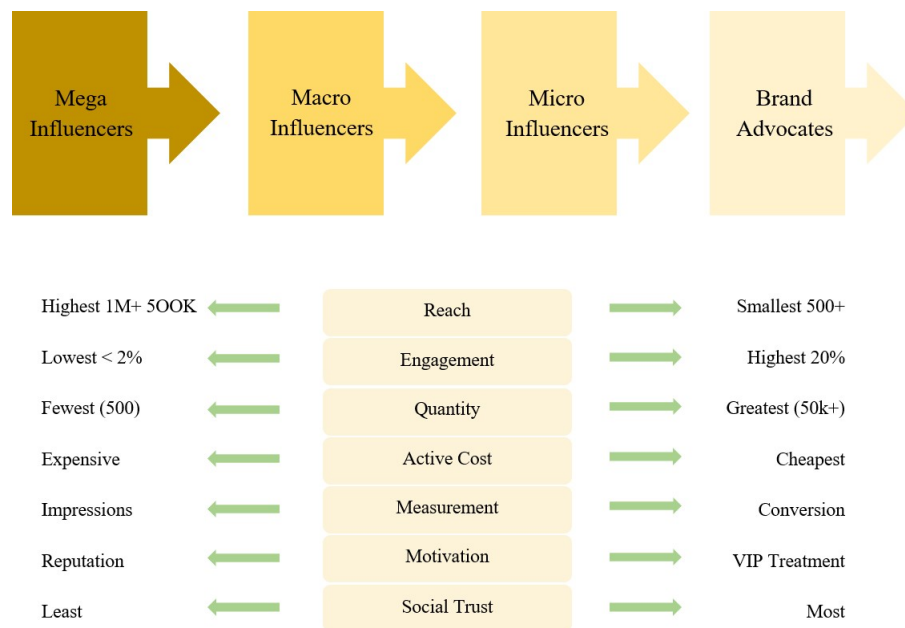 Mega
Influencers
Macro
Influencers
Micro
Influencers
Brand
Advocates
Highest 1M+ 5OOK Reach Smallest 500+
Lowest < 2% Engagement Highest 20%
Fewest (500) Quantity Greatest (50k+)
Expensive Active Cost Cheapest
Impressions Measurement Conversion
Reputation Motivation VIP Treatment
Least Social Trust Most